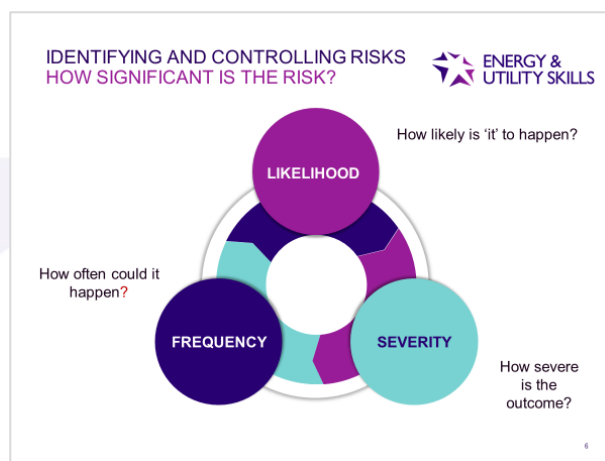 IDENTIFYING AND CONTROLLING RISKS
HOW SIGNIFICANT IS THE RISK?
ENERGY &
UTILITY SKILLS
How likely is ‘it’ to happen?
LIKELIHOOD
How often could it
happen?
FREQUENCY
SEVERITY
How severe
is the
outcome?
6